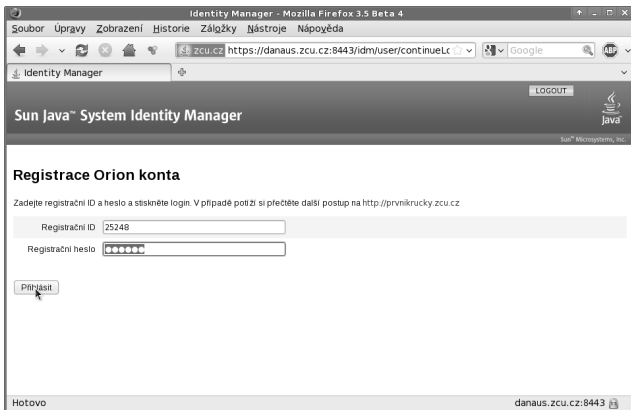 Identity Manager - Mozilla Firefox 3.5 Beta 4
Soubor Úpravy Zobrazení Historie Záložky Nástroje Nápověda
zcu.cz https://danaus.zcu.cz:8443/idm/user/continueLc Google ABP
Identity Manager
LOGOUT
Sun Java™ System Identity Manager
Java
Sun™ Microsystems, Inc.
Registrace Orion konta
Zadejte registrační ID a heslo a stiskněte login. V případě potíží si přečtěte další postup na http://prvnikrucky.zcu.cz
Registrační ID 25248
Registrační heslo
Přihlásit
Hotovo danaus.zcu.cz:8443